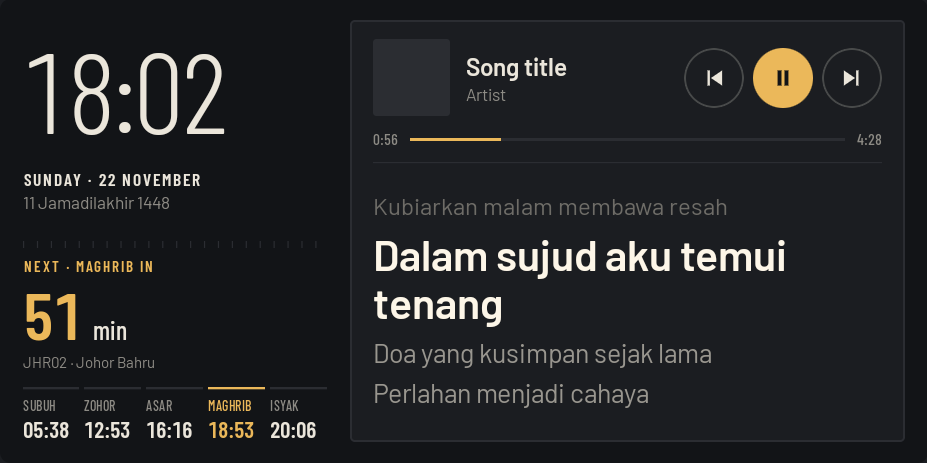 18:02
SUNDAY · 22 NOVEMBER
11 Jamadilakhir 1448
NEXT · MAGHRIB IN
51 min
JHR02 · Johor Bahru
SUBUH ZOHOR ASAR MAGHRIB ISYAK
05:38 12:53 16:16 18:53 20:06
Song title
Artist
0:56 4:28
Kubiarkan malam membawa resah
Dalam sujud aku temui
tenang
Doa yang kusimpan sejak lama
Perlahan menjadi cahaya